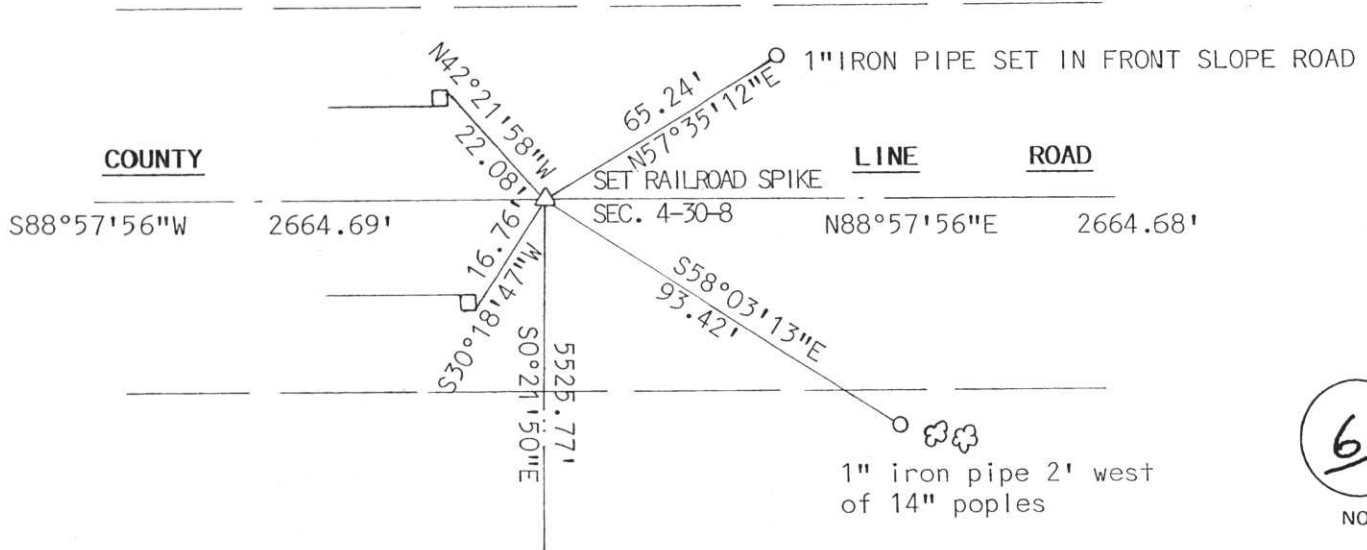 N42°21'58"W
22.08'
65.24'
N57°35'12"E
1"IRON PIPE SET IN FRONT SLOPE ROAD
COUNTY
LINE ROAD
SET RAILROAD SPIKE
SEC. 4-30-8
S88°57'56"W 2664.69'
N88°57'56"E 2664.68'
16.76'
S30°18'47"W
S58°03'13"E
93.42'
5525.77'
S0°21'50"E
1" iron pipe 2' west
of 14" poples
6